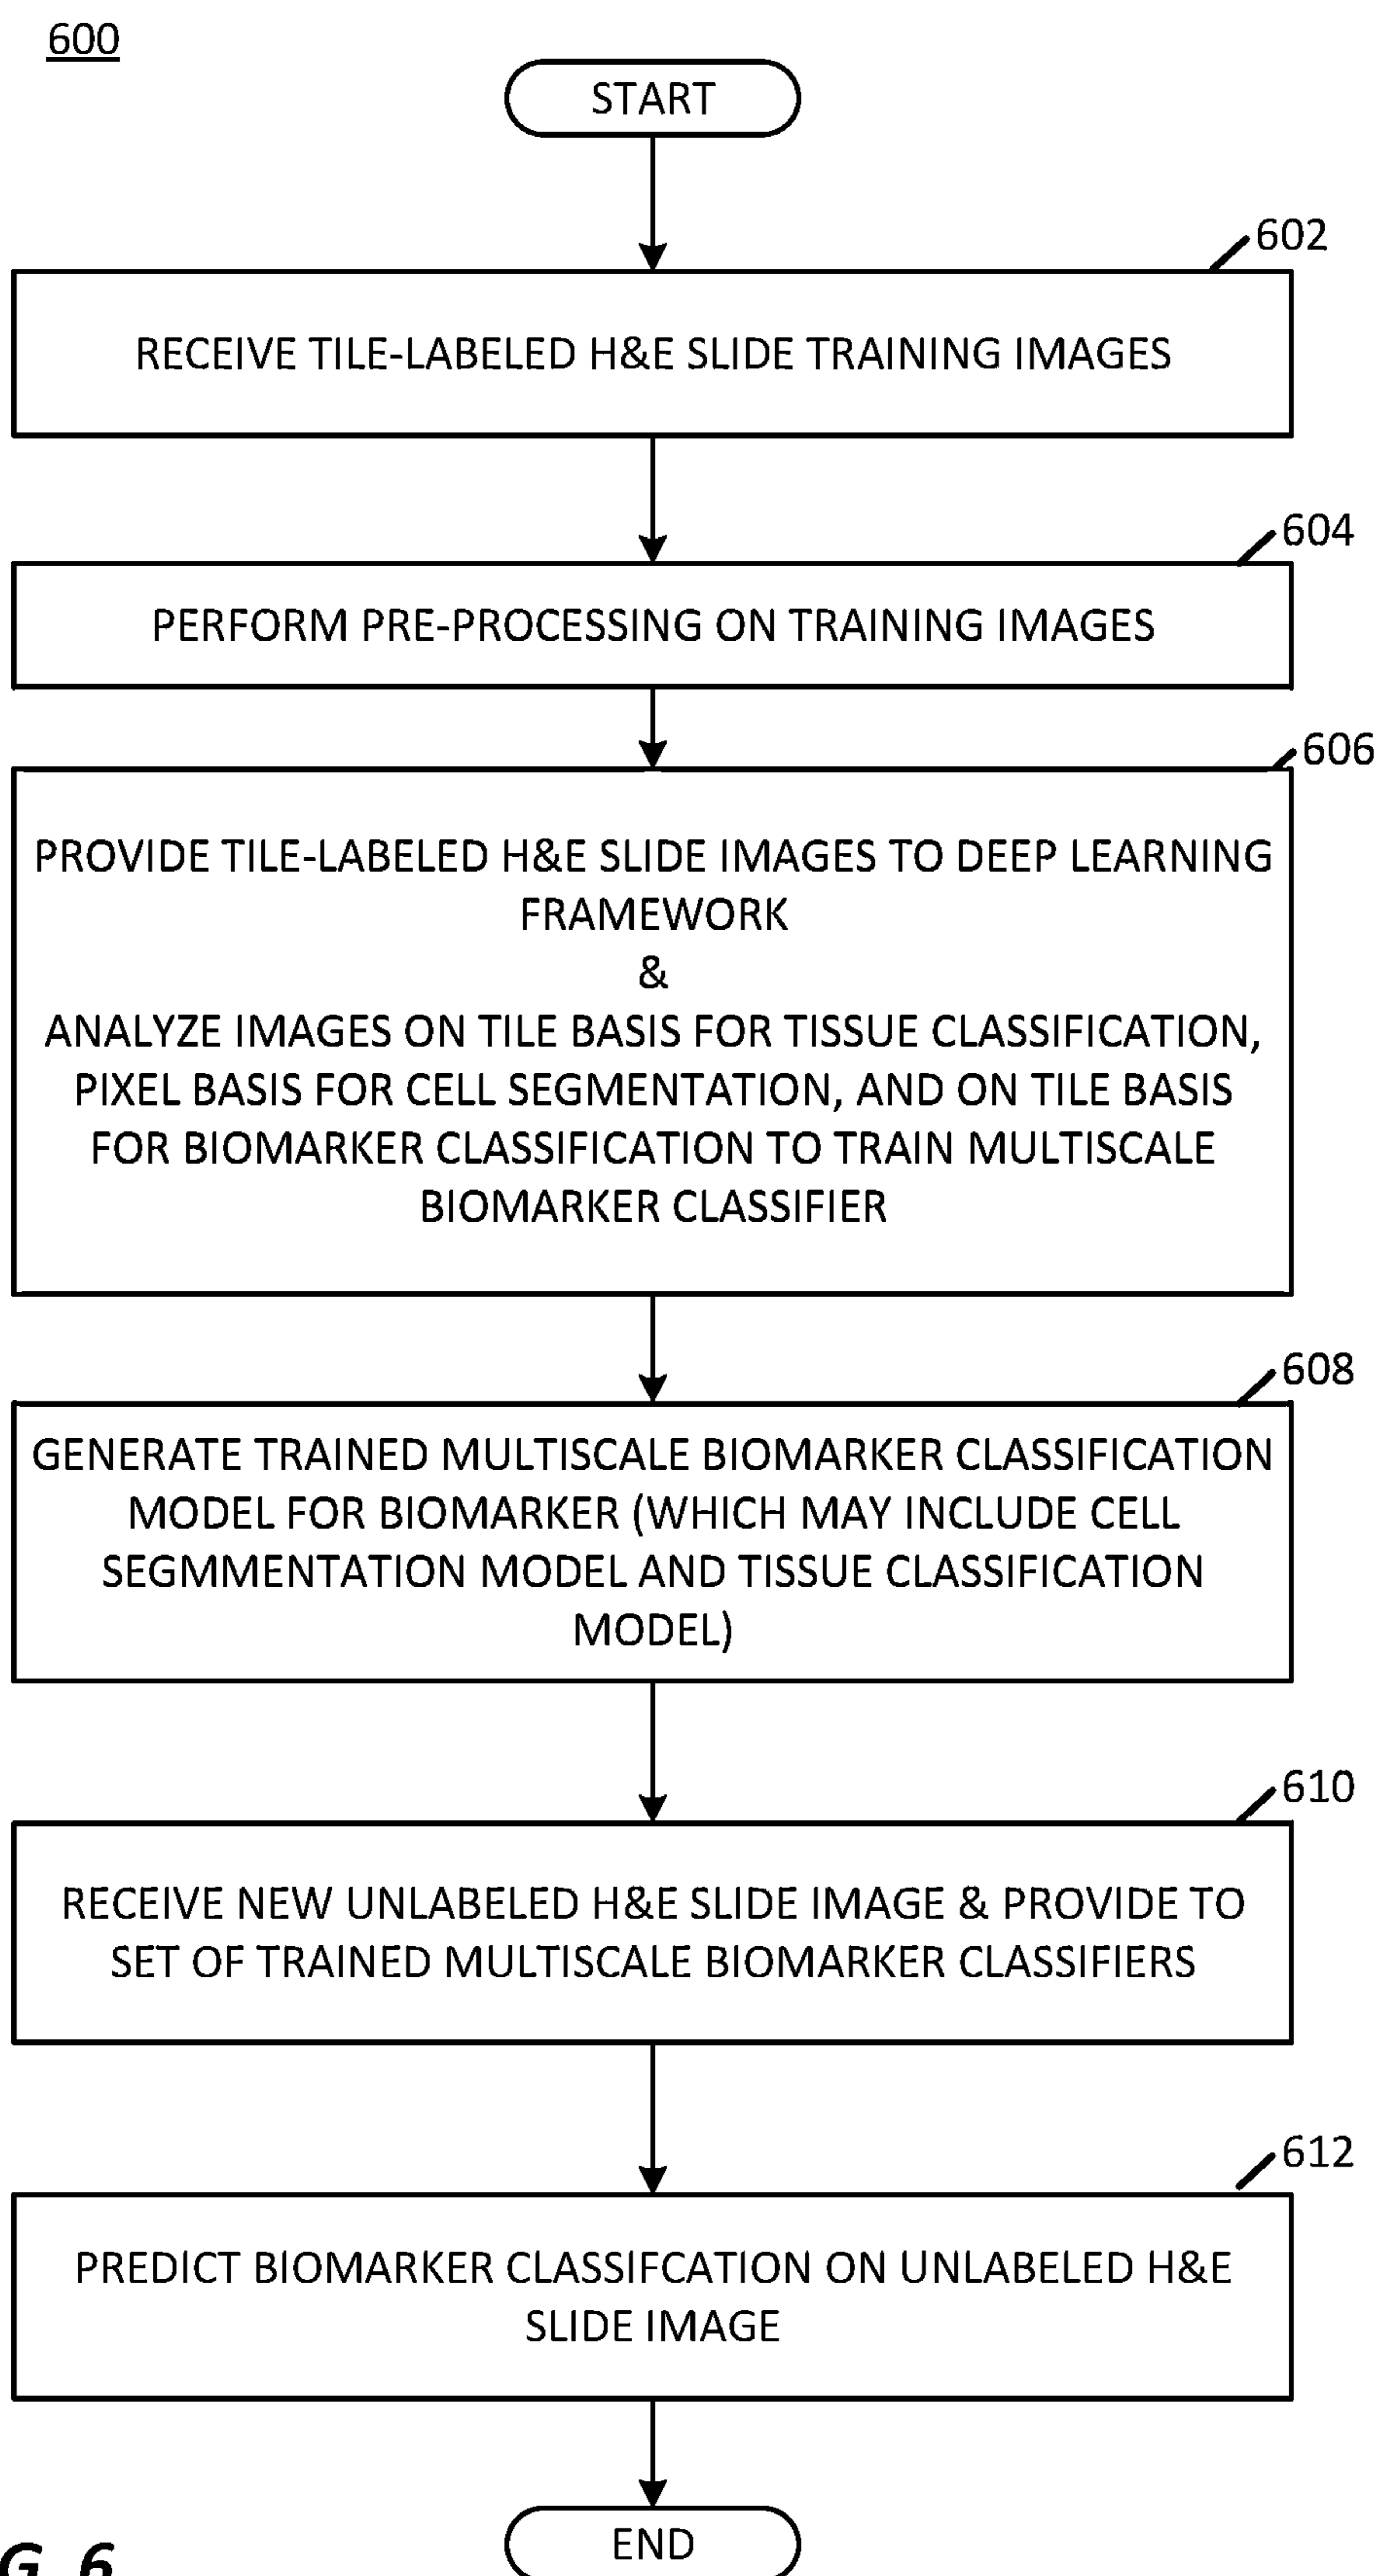 600
START
602
RECEIVE TILE-LABELED H&E SLIDE TRAINING IMAGES
604
PERFORM PRE-PROCESSING ON TRAINING IMAGES
606
PROVIDE TILE-LABELED H&E SLIDE IMAGES TO DEEP LEARNING
FRAMEWORK
&
ANALYZE IMAGES ON TILE BASIS FOR TISSUE CLASSIFICATION,
PIXEL BASIS FOR CELL SEGMENTATION, AND ON TILE BASIS
FOR BIOMARKER CLASSIFICATION TO TRAIN MULTISCALE
BIOMARKER CLASSIFIER
608
GENERATE TRAINED MULTISCALE BIOMARKER CLASSIFICATION
MODEL FOR BIOMARKER (WHICH MAY INCLUDE CELL
SEGMMENTATION MODEL AND TISSUE CLASSIFICATION
MODEL)
610
RECEIVE NEW UNLABELED H&E SLIDE IMAGE & PROVIDE TO
SET OF TRAINED MULTISCALE BIOMARKER CLASSIFIERS
612
PREDICT BIOMARKER CLASSIFCATION ON UNLABELED H&E
SLIDE IMAGE
END
G. 6